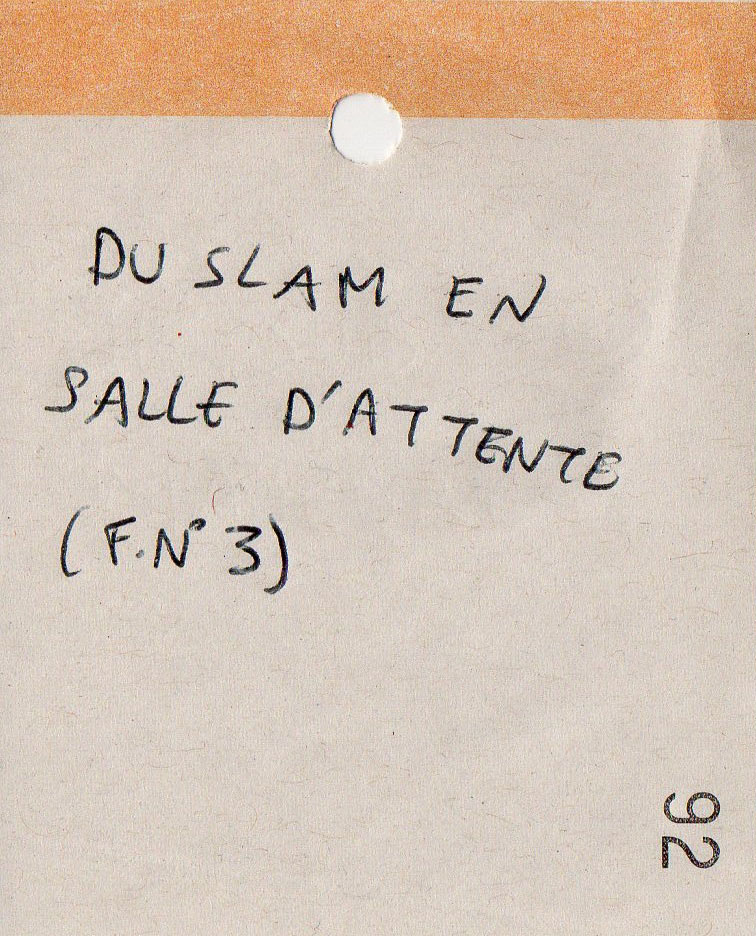 DU SLAM EN
SALLE D'ATTENTE
(F.N° 3)
92